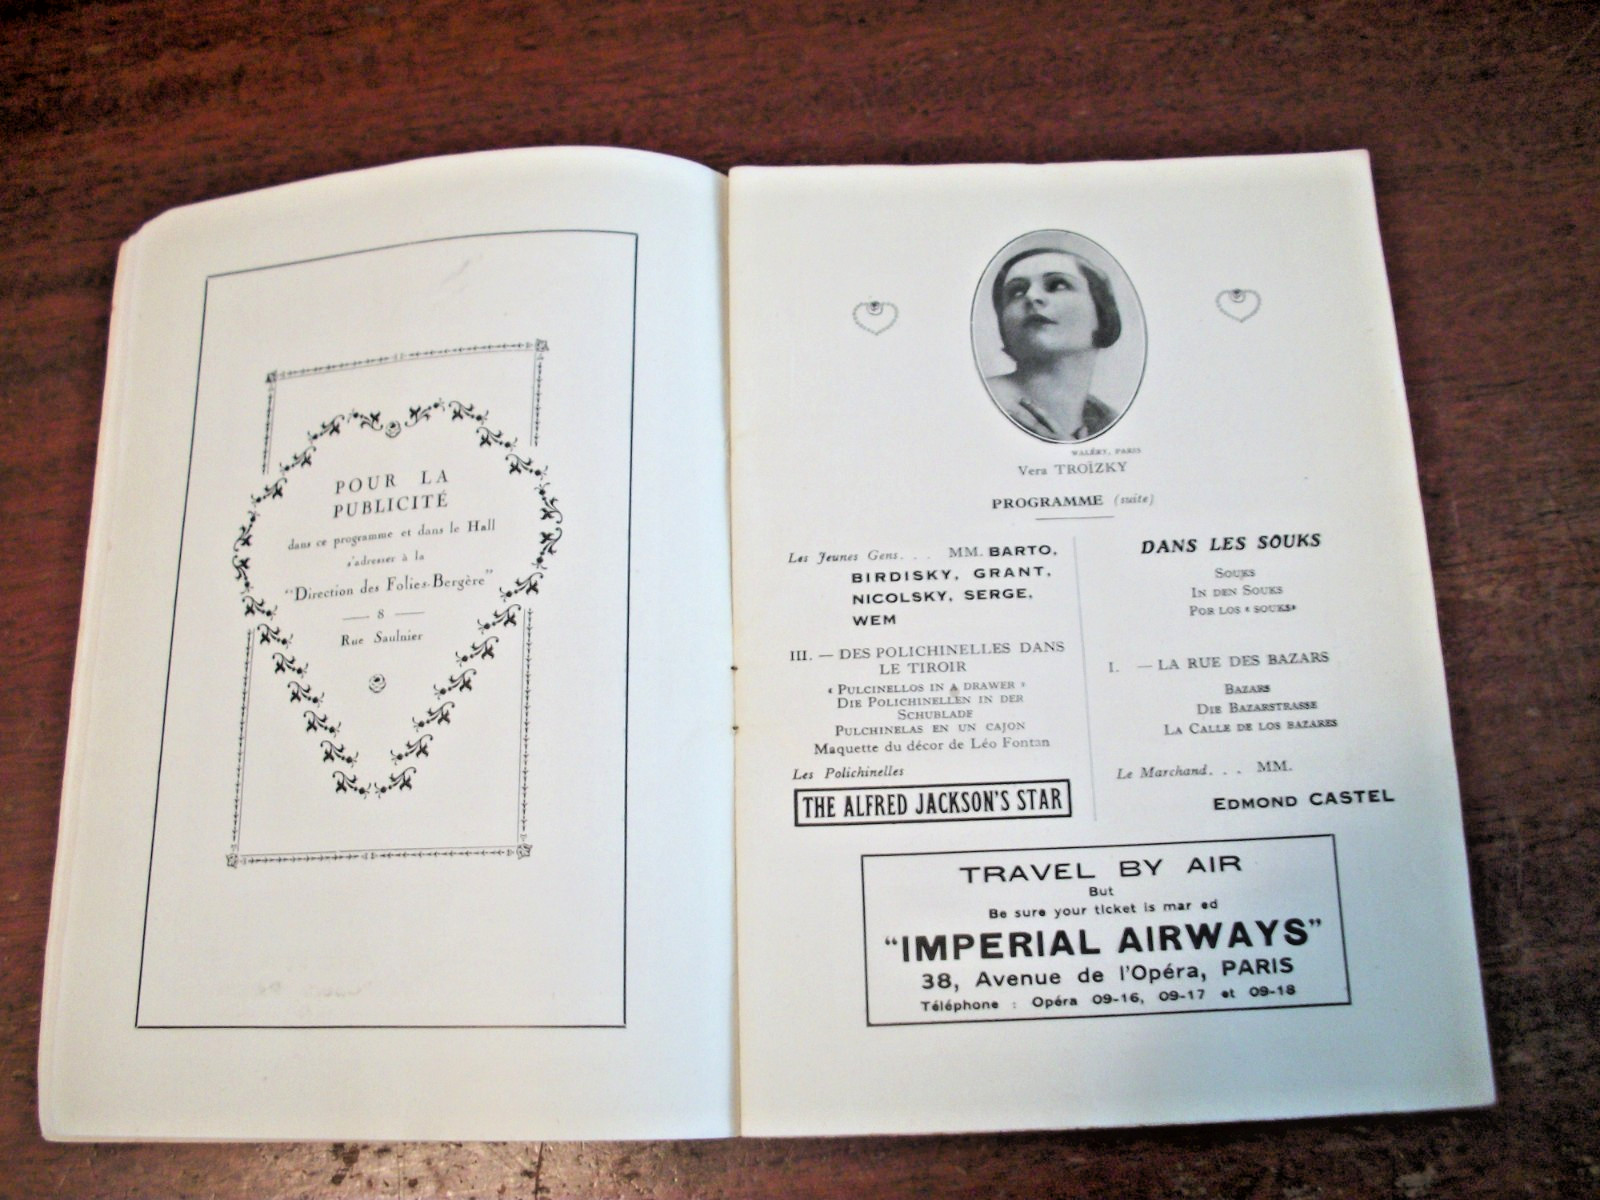 POUR LA
PUBLICITÉ
dans ce programme et dans le Hall
s'adresser à la
"Direction des Folies-Bergère"
— 8 —
Rue Saulnier
WALÉRY, PARIS
Vera TROÏZKY
PROGRAMME (suite)
Les Jeunes Gens. . . MM. BARTO,
BIRDISKY, GRANT,
NICOLSKY, SERGE,
WEM
III. — DES POLICHINELLES DANS
LE TIROIR
« PULCINELLOS IN A DRAWER »
DIE POLICHINELLEN IN DER
SCHUBLADE
PULCHINELAS EN UN CAJON
Maquette du décor de Léo Fontan
Les Polichinelles
THE ALFRED JACKSON'S STAR
DANS LES SOUKS
SOUKS
IN DEN SOUKS
POR LOS « SOUKS»
I. — LA RUE DES BAZARS
BAZARS
DIE BAZARSTRASSE
LA CALLE DE LOS BAZARES
Le Marchand. . . MM.
EDMOND CASTEL
TRAVEL BY AIR
But
Be sure your ticket is mar ed
"IMPERIAL AIRWAYS"
38, Avenue de l'Opéra, PARIS
Téléphone : Opéra 09-16, 09-17 et 09-18